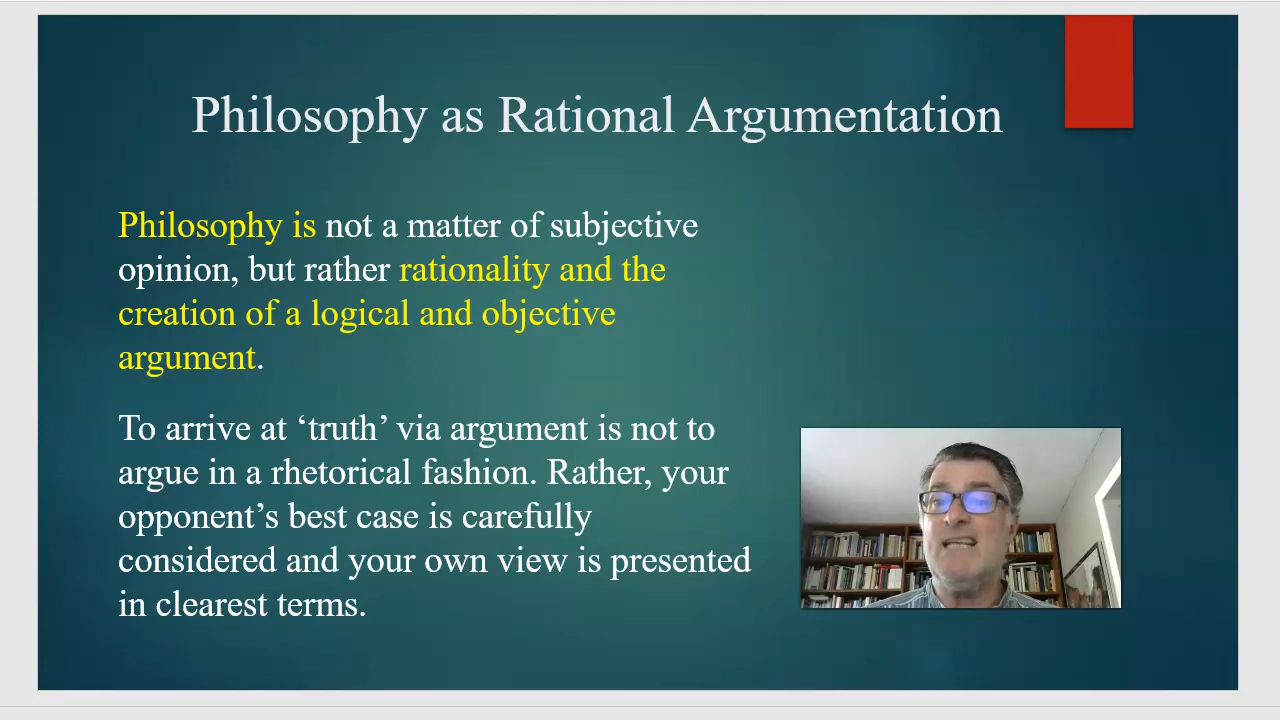 Philosophy as Rational Argumentation
Philosophy is not a matter of subjective
opinion, but rather rationality and the
creation of a logical and objective
argument.
To arrive at ‘truth’ via argument is not to
argue in a rhetorical fashion. Rather, your
opponent’s best case is carefully
considered and your own view is presented
in clearest terms.